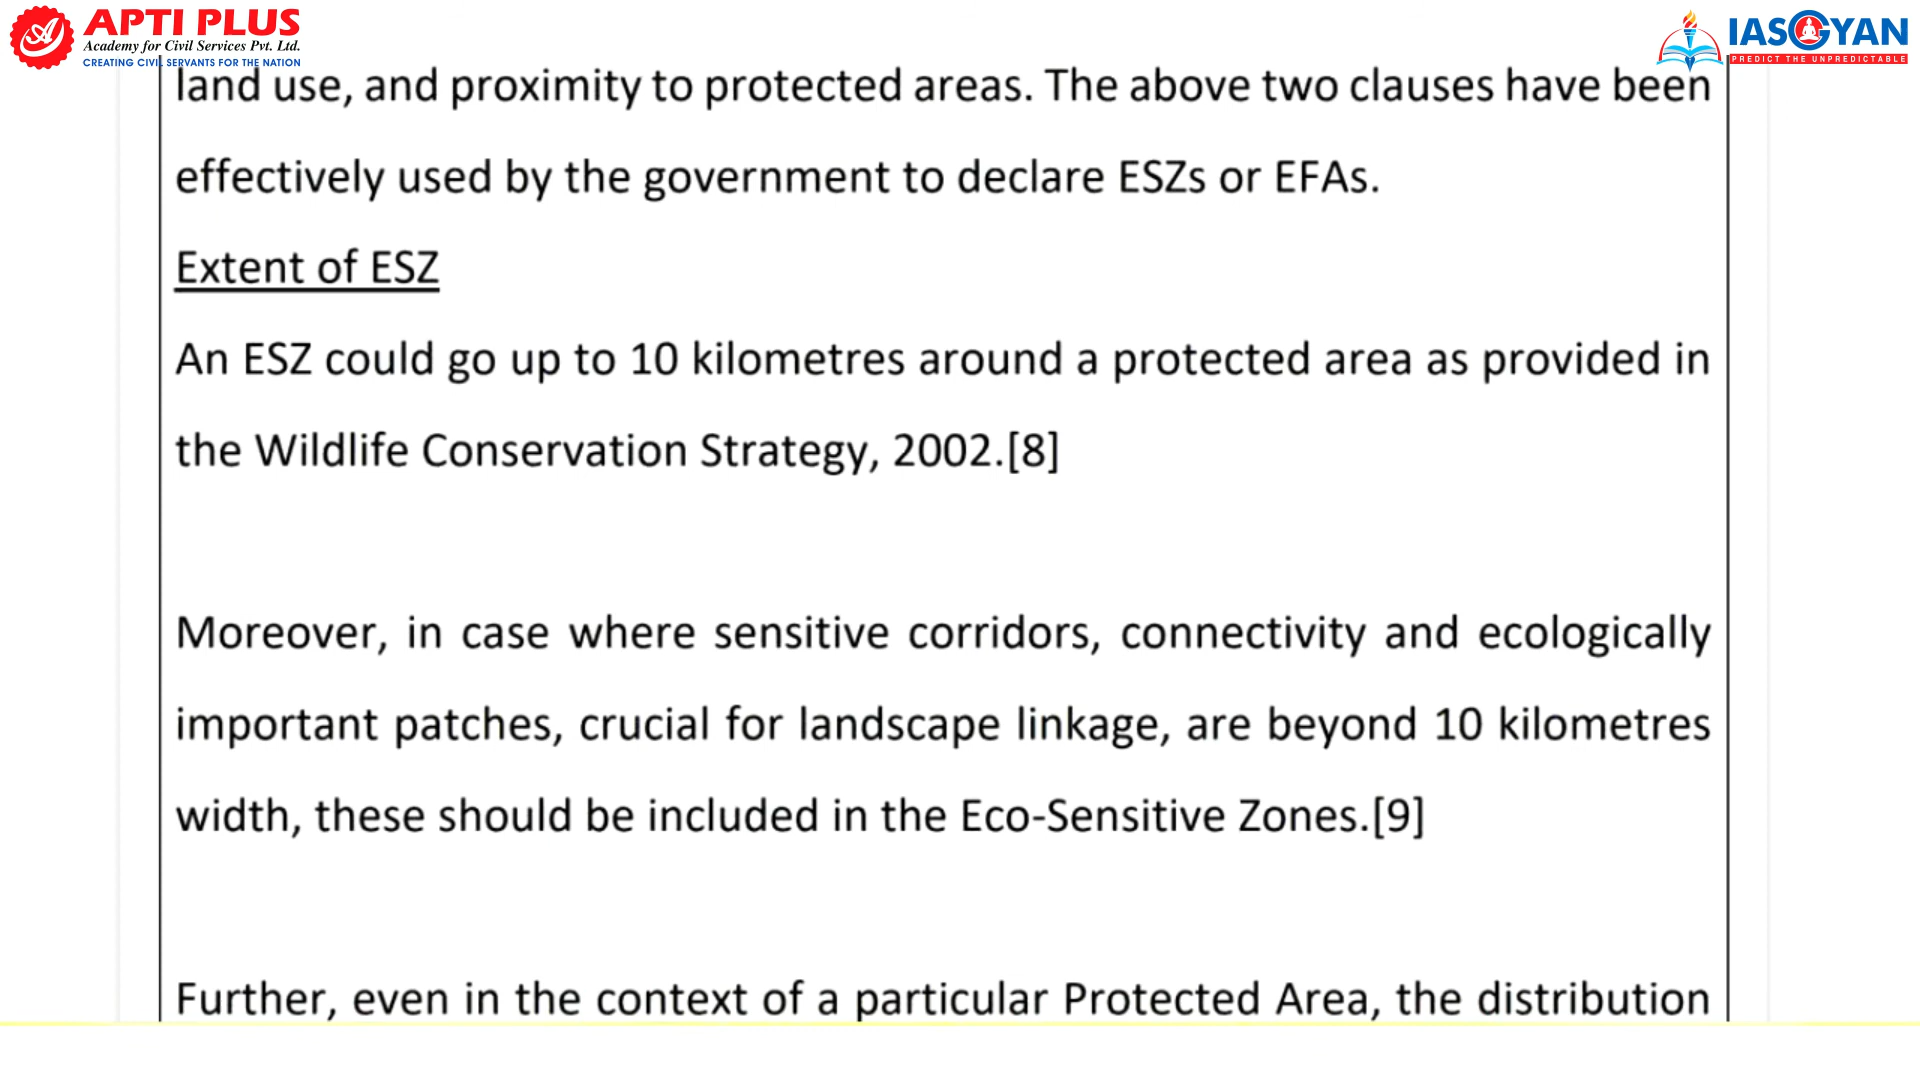 APTI PLUS
Academy for Civil Services Pvt. Ltd.
CREATING CIVIL SERVANTS FOR THE NATION
IASGYAN
PREDICT THE UNPREDICTABLE
land use, and proximity to protected areas. The above two clauses have been
effectively used by the government to declare ESZs or EFAs.
Extent of ESZ
An ESZ could go up to 10 kilometres around a protected area as provided in
the Wildlife Conservation Strategy, 2002.[8]
Moreover, in case where sensitive corridors, connectivity and ecologically
important patches, crucial for landscape linkage, are beyond 10 kilometres
width, these should be included in the Eco-Sensitive Zones.[9]
Further, even in the context of a particular Protected Area, the distribution